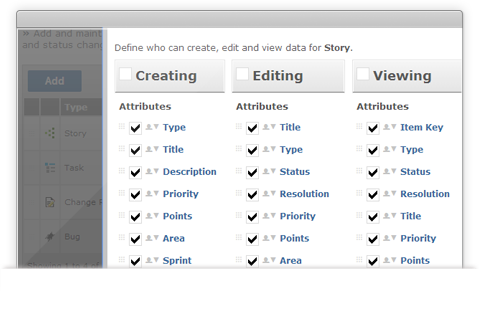 » Add and maint
and status chang
Define who can create, edit and view data for Story.
Add
Creating
Editing
Viewing
Type
Attributes
Attributes
Attributes
Type
Title
Item Key
Story
Title
Type
Type
Description
Status
Status
Task
Priority
Resolution
Resolution
Change R
Points
Priority
Title
Area
Points
Priority
Bug
Sprint
Area
Points